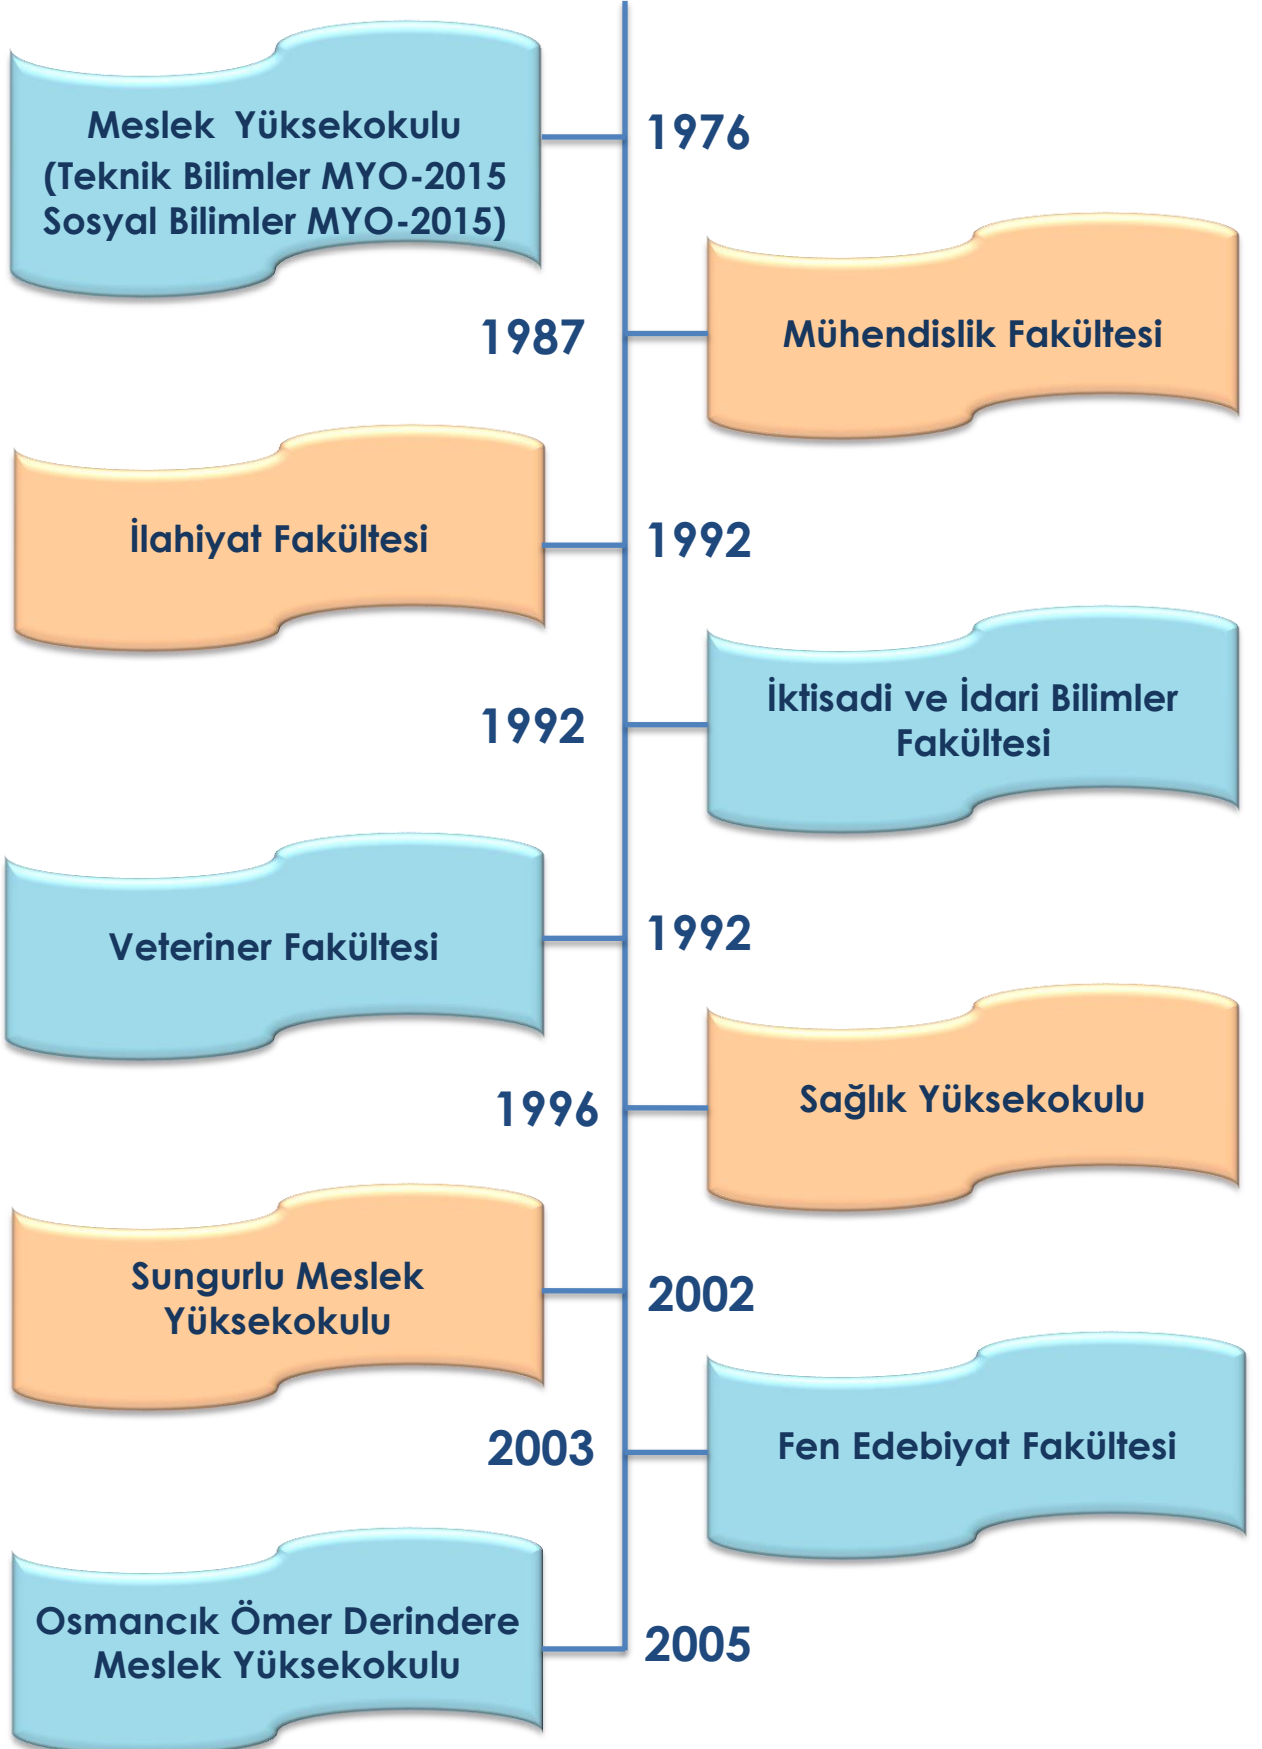 Meslek Yüksekokulu
(Teknik Bilimler MYO-2015
Sosyal Bilimler MYO-2015)
1976
1987
Mühendislik Fakültesi
İlahiyat Fakültesi
1992
1992
İktisadi ve İdari Bilimler
Fakültesi
Veteriner Fakültesi
1992
1996
Sağlık Yüksekokulu
Sungurlu Meslek
Yüksekokulu
2002
2003
Fen Edebiyat Fakültesi
Osmancık Ömer Derindere
Meslek Yüksekokulu
2005